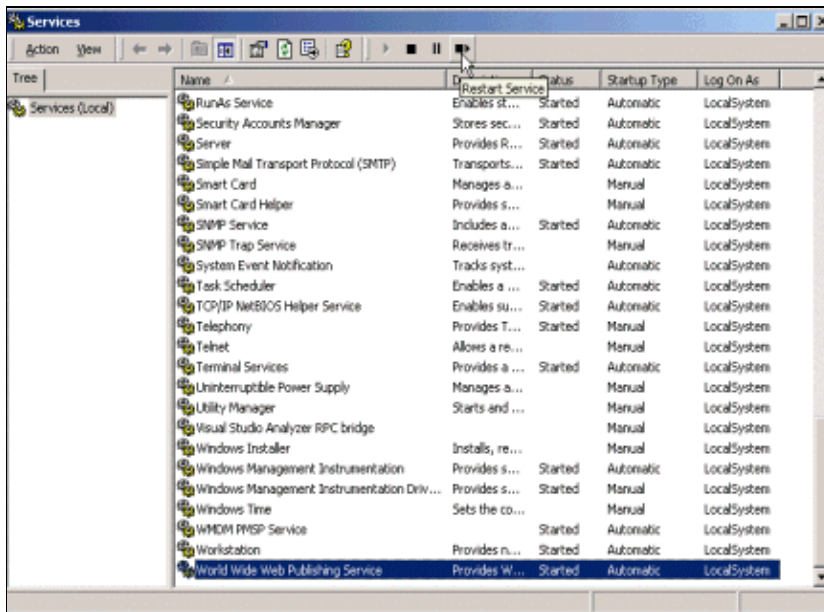 Services
Action View
Tree
Name Status Startup Type Log On As
Restart Service
Services (Local)
RunAs Service Enables st... Started Automatic LocalSystem
Security Accounts Manager Stores sec... Started Automatic LocalSystem
Server Provides R... Started Automatic LocalSystem
Simple Mail Transport Protocol (SMTP) Transports... Started Automatic LocalSystem
Smart Card Manages a... Manual LocalSystem
Smart Card Helper Provides s... Manual LocalSystem
SNMP Service Includes a... Started Automatic LocalSystem
SNMP Trap Service Receives tr... Manual LocalSystem
System Event Notification Tracks syst... Automatic LocalSystem
Task Scheduler Enables a ... Started Automatic LocalSystem
TCP/IP NetBIOS Helper Service Enables su... Started Automatic LocalSystem
Telephony Provides T... Started Manual LocalSystem
Telnet Allows a re... Manual LocalSystem
Terminal Services Provides a ... Started Automatic LocalSystem
Uninterruptible Power Supply Manages a... Manual LocalSystem
Utility Manager Starts and ... Manual LocalSystem
Visual Studio Analyzer RPC bridge Manual LocalSystem
Windows Installer Installs, re... Manual LocalSystem
Windows Management Instrumentation Provides s... Started Automatic LocalSystem
Windows Management Instrumentation Driv... Provides s... Started Manual LocalSystem
Windows Time Sets the co... Manual LocalSystem
WMDM PMSP Service Started Automatic LocalSystem
Workstation Provides n... Started Automatic LocalSystem
World Wide Web Publishing Service Provides W... Started Automatic LocalSystem